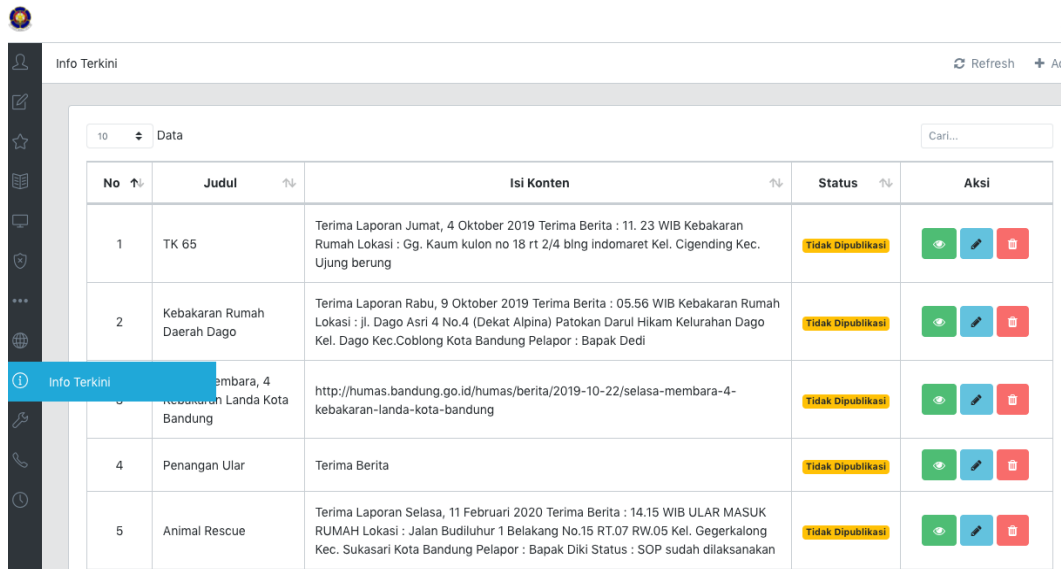 Info Terkini
Refresh
10 Data
Cari...
No Judul Isi Konten Status Aksi
1 TK 65
Terima Laporan Jumat, 4 Oktober 2019 Terima Berita : 11. 23 WIB Kebakaran
Rumah Lokasi : Gg. Kaum kulon no 18 rt 2/4 blng indomaret Kel. Cigending Kec.
Ujung berung
Tidak Dipublikasi
2 Kebakaran Rumah
Daerah Dago
Terima Laporan Rabu, 9 Oktober 2019 Terima Berita : 05.56 WIB Kebakaran Rumah
Lokasi : jl. Dago Asri 4 No.4 (Dekat Alpina) Patokan Darul Hikam Kelurahan Dago
Kel. Dago Kec.Coblong Kota Bandung Pelapor : Bapak Dedi
Tidak Dipublikasi
Info Terkini
embara, 4
Landa Kota
Bandung
http://humas.bandung.go.id/humas/berita/2019-10-22/selasa-membara-4-
kebakaran-landa-kota-bandung
Tidak Dipublikasi
4 Penangan Ular
Terima Berita
Tidak Dipublikasi
5 Animal Rescue
Terima Laporan Selasa, 11 Februari 2020 Terima Berita : 14.15 WIB ULAR MASUK
RUMAH Lokasi : Jalan Budiluhur 1 Belakang No.15 RT.07 RW.05 Kel. Gegerkalong
Kec. Sukasari Kota Bandung Pelapor : Bapak Diki Status : SOP sudah dilaksanakan
Tidak Dipublikasi